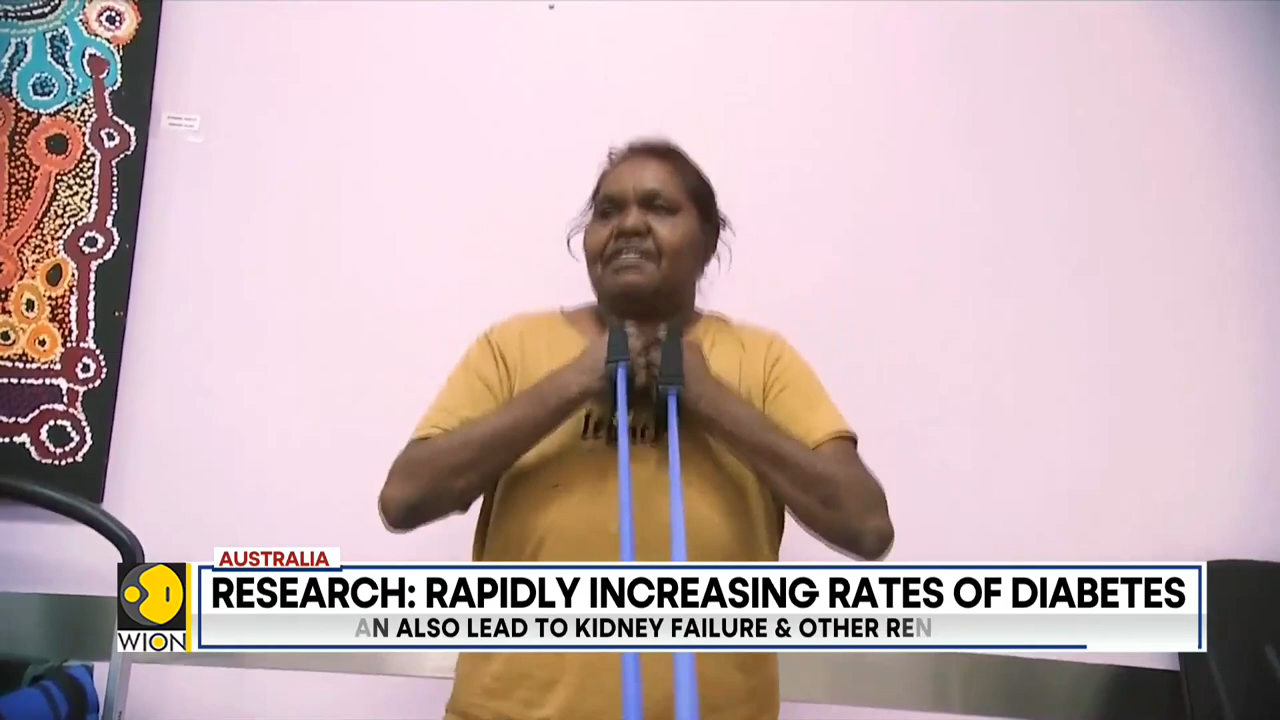 AUSTRALIA
RESEARCH: RAPIDLY INCREASING RATES OF DIABETES
AN ALSO LEAD TO KIDNEY FAILURE & OTHER REN
WION